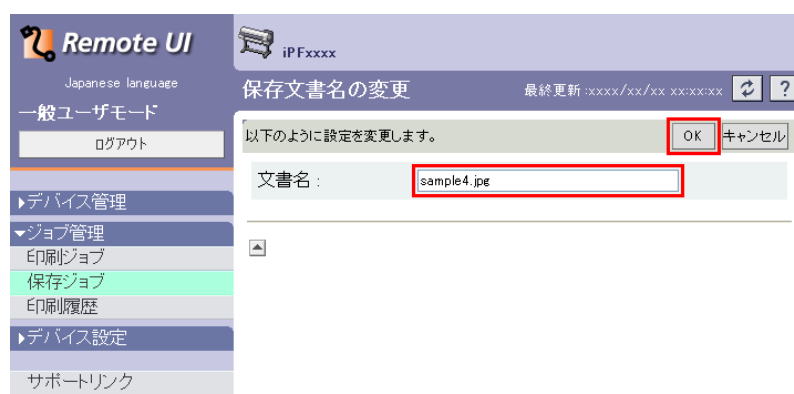 Remote UI
Japanese language
一般ユーザモード
ログアウト
▶デバイス管理
▼ジョブ管理
印刷ジョブ
保存ジョブ
印刷履歴
▶デバイス設定
サポートリンク
iPFxxxx
保存文書名の変更 最終更新 :xxxx/xx/xx xx:xx:xx ?
以下のように設定を変更します。 OK キャンセル
文書名 : sample4.jpg